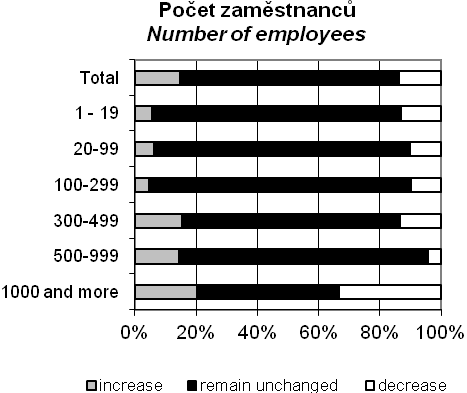 Počet zaměstnanců
Number of employees
Total
1 - 19
20-99
100-299
300-499
500-999
1000 and more
0% 20% 40% 60% 80% 100%
increase remain unchanged decrease